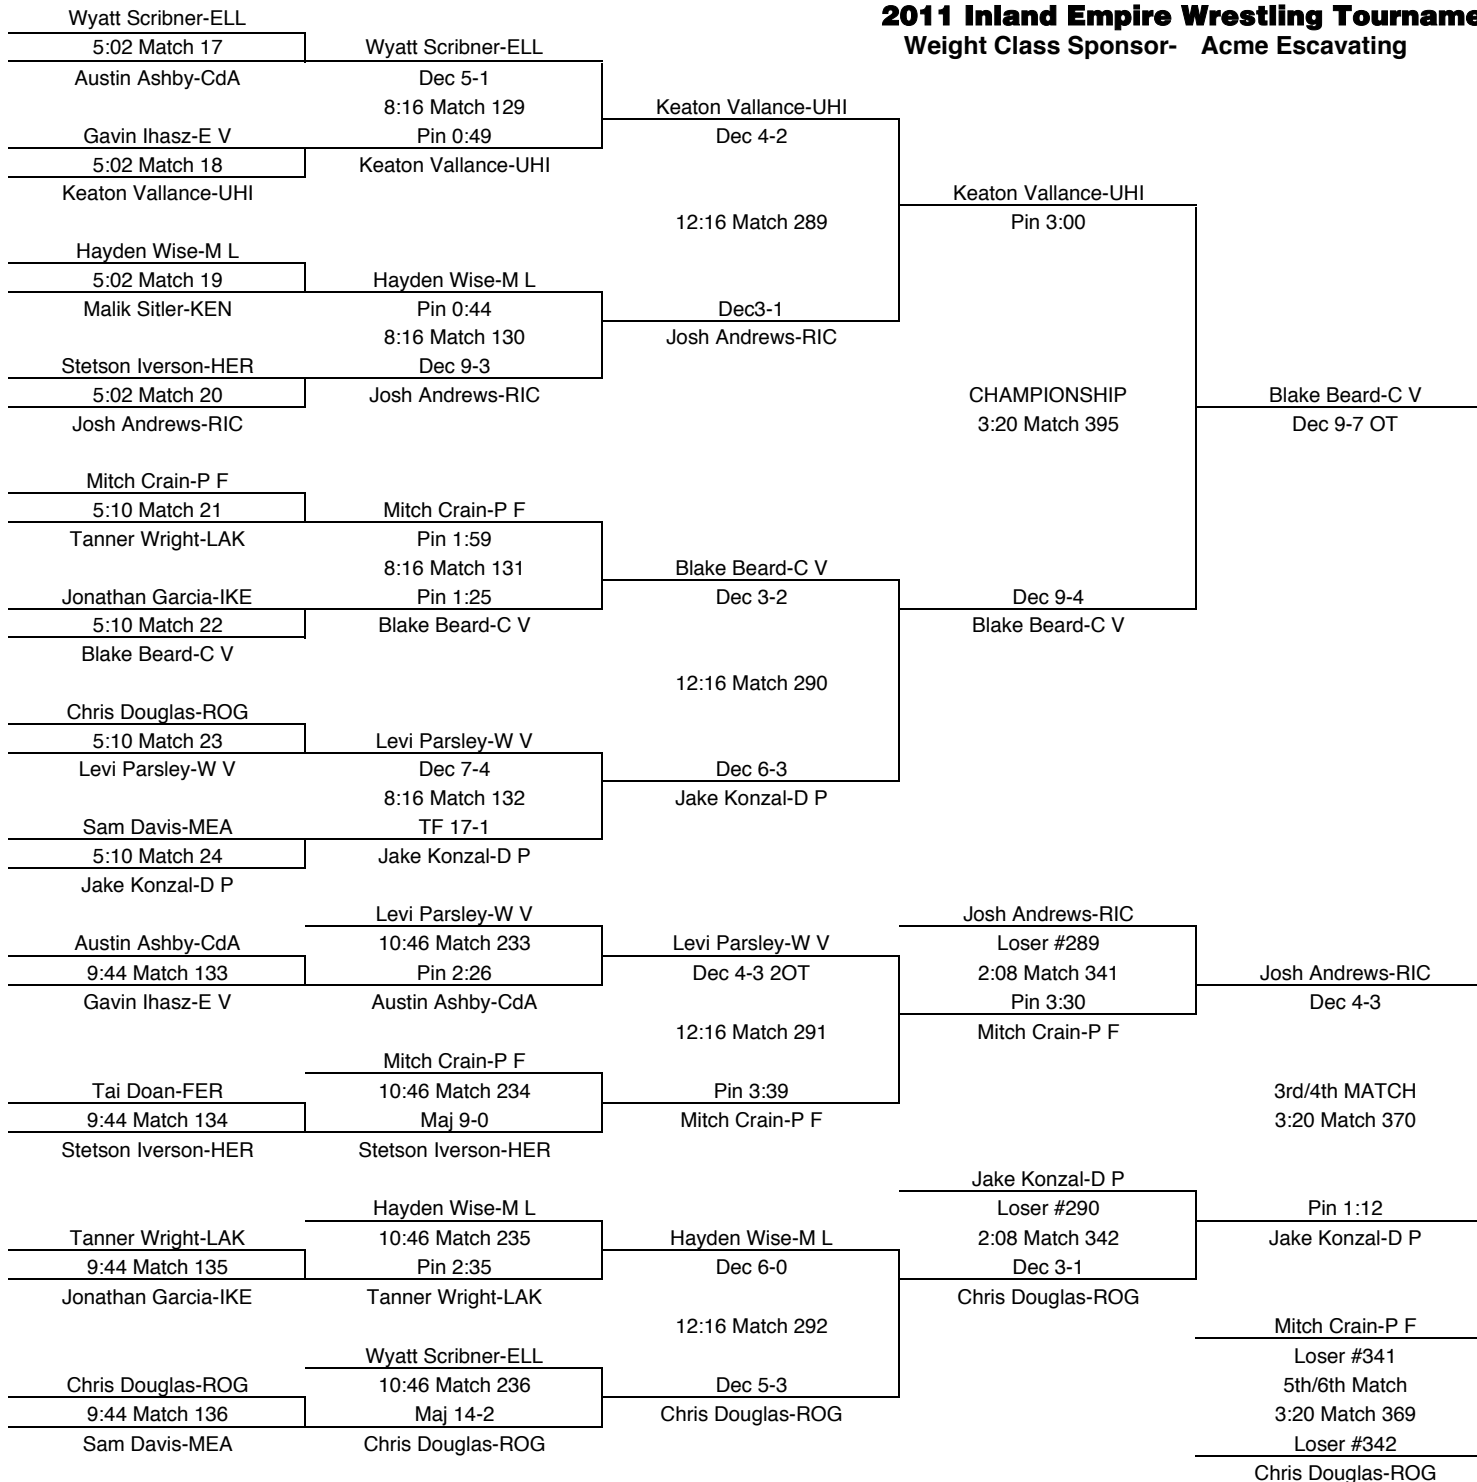 2011 Inland Empire Wrestling Tourname
Weight Class Sponsor- Acme Escavating
Wyatt Scribner-ELL
5:02 Match 17
Austin Ashby-CdA
Gavin Ihasz-E V
5:02 Match 18
Keaton Vallance-UHI
Hayden Wise-M L
5:02 Match 19
Malik Sitler-KEN
Stetson Iverson-HER
5:02 Match 20
Josh Andrews-RIC
Mitch Crain-P F
5:10 Match 21
Tanner Wright-LAK
Jonathan Garcia-IKE
5:10 Match 22
Blake Beard-C V
Chris Douglas-ROG
5:10 Match 23
Levi Parsley-W V
Sam Davis-MEA
5:10 Match 24
Jake Konzal-D P
Wyatt Scribner-ELL
Dec 5-1
8:16 Match 129
Pin 0:49
Keaton Vallance-UHI
Hayden Wise-M L
Pin 0:44
8:16 Match 130
Dec 9-3
Josh Andrews-RIC
Mitch Crain-P F
Pin 1:59
8:16 Match 131
Pin 1:25
Blake Beard-C V
Levi Parsley-W V
Dec 7-4
8:16 Match 132
TF 17-1
Jake Konzal-D P
Keaton Vallance-UHI
Dec 4-2
12:16 Match 289
Dec3-1
Josh Andrews-RIC
Blake Beard-C V
Dec 3-2
12:16 Match 290
Dec 6-3
Jake Konzal-D P
Keaton Vallance-UHI
Pin 3:00
CHAMPIONSHIP
3:20 Match 395
Dec 9-4
Blake Beard-C V
Blake Beard-C V
Dec 9-7 OT
Austin Ashby-CdA
9:44 Match 133
Gavin Ihasz-E V
Tai Doan-FER
9:44 Match 134
Stetson Iverson-HER
Tanner Wright-LAK
9:44 Match 135
Jonathan Garcia-IKE
Chris Douglas-ROG
9:44 Match 136
Sam Davis-MEA
Levi Parsley-W V
10:46 Match 233
Pin 2:26
Austin Ashby-CdA
Mitch Crain-P F
10:46 Match 234
Maj 9-0
Stetson Iverson-HER
Hayden Wise-M L
10:46 Match 235
Pin 2:35
Tanner Wright-LAK
Wyatt Scribner-ELL
10:46 Match 236
Maj 14-2
Chris Douglas-ROG
Levi Parsley-W V
Dec 4-3 2OT
12:16 Match 291
Pin 3:39
Mitch Crain-P F
Hayden Wise-M L
Dec 6-0
12:16 Match 292
Dec 5-3
Chris Douglas-ROG
Josh Andrews-RIC
Loser #289
2:08 Match 341
Pin 3:30
Mitch Crain-P F
Jake Konzal-D P
Loser #290
2:08 Match 342
Dec 3-1
Chris Douglas-ROG
Josh Andrews-RIC
Dec 4-3
3rd/4th MATCH
3:20 Match 370
Pin 1:12
Jake Konzal-D P
Mitch Crain-P F
Loser #341
5th/6th Match
3:20 Match 369
Loser #342
Chris Douglas-ROG